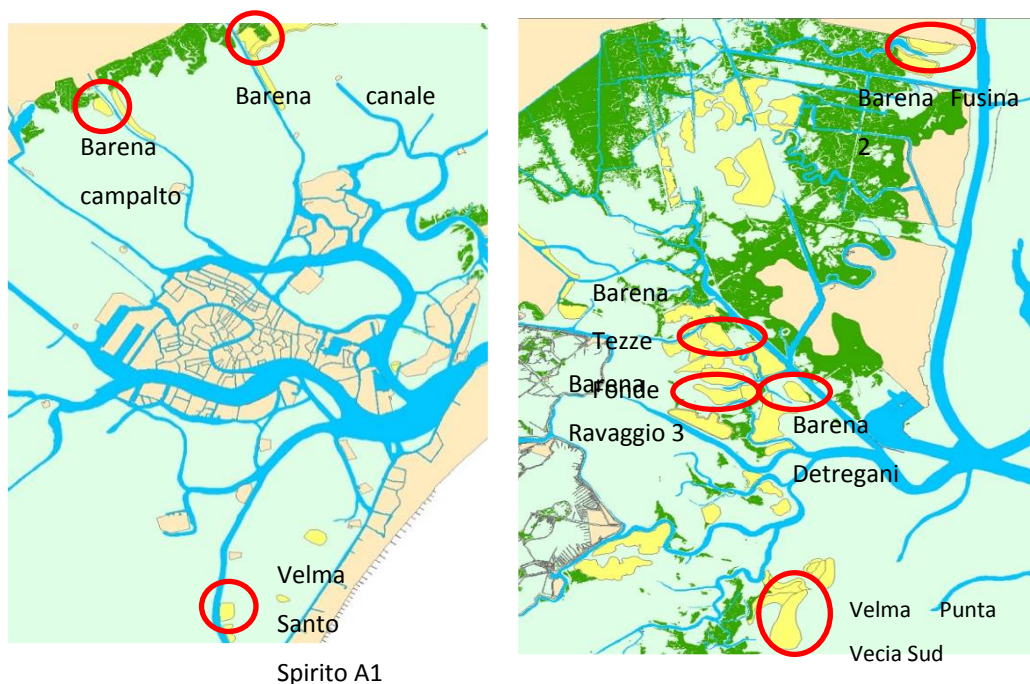 Barena canale
Barena
campalto
Velma
Santo
Spirito A1
Barena Fusina
2
Barena
Tezze
Fonde
Barena
Ravaggio 3
Barena
Detregani
Velma Punta
Vecia Sud